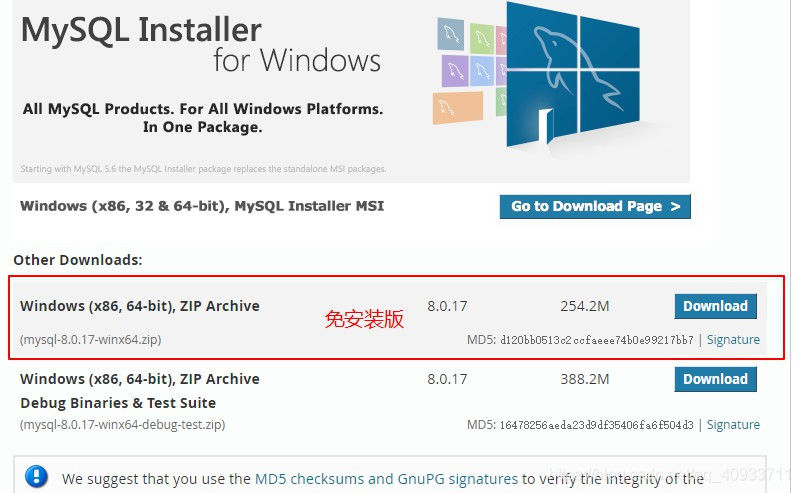 MySQL Installer
for Windows
All MySQL Products. For All Windows Platforms.
In One Package.
Starting with MySQL 5.6 the MySQL Installer package replaces the standalone MSI packages.
Windows (x86, 32 & 64-bit), MySQL Installer MSI
Go to Download Page >
Other Downloads:
Windows (x86, 64-bit), ZIP Archive 8.0.17 254.2M Download
免安装版
(mysql-8.0.17-winx64.zip) MD5: d120bb0513c2ccfaeee74b0e99217bb7 | Signature
Windows (x86, 64-bit), ZIP Archive 8.0.17 388.2M Download
Debug Binaries & Test Suite
(mysql-8.0.17-winx64-debug-test.zip) MD5: 16478256aeda23d9df35406fa6f504d3 | Signature
We suggest that you use the MD5 checksums and GnuPG signatures to verify the integrity of the